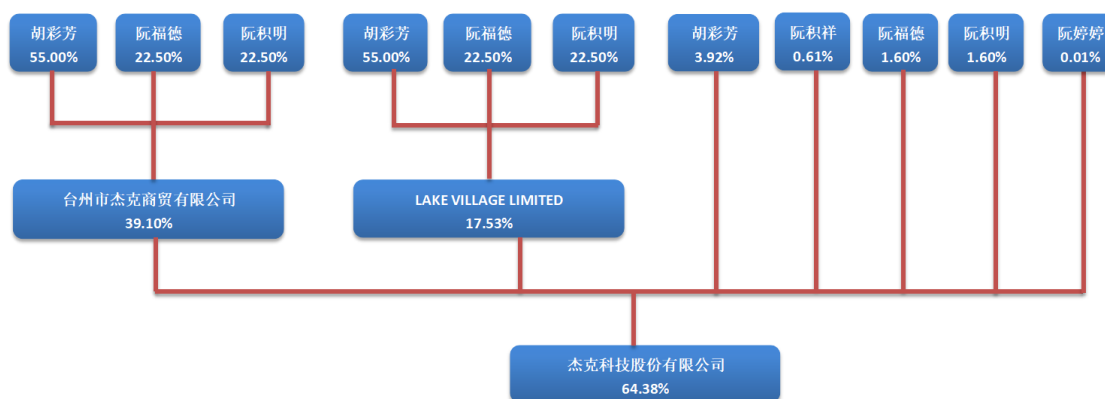 胡彩芳
55.00%
阮福德
22.50%
阮积明
22.50%
胡彩芳
55.00%
阮福德
22.50%
阮积明
22.50%
胡彩芳
3.92%
阮积祥
0.61%
阮福德
1.60%
阮积明
1.60%
阮婷婷
0.01%
台州市杰克商贸有限公司
39.10%
LAKE VILLAGE LIMITED
17.53%
杰克科技股份有限公司
64.38%